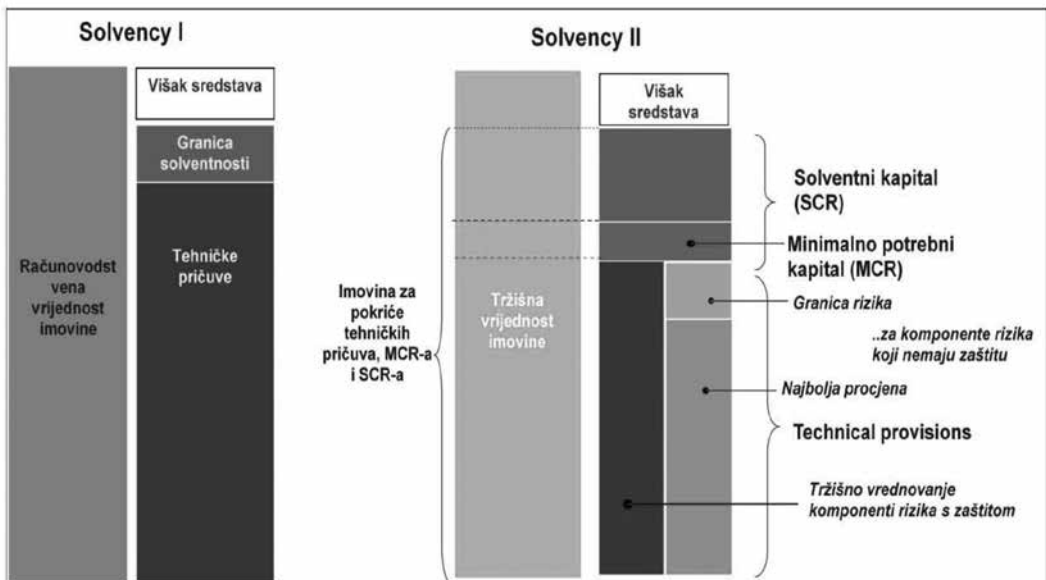 Solvency I
Višak sredstava
Granica
solventnosti
Tehničke
pričuve
Računovodst
vena
vrijednost
imovine
Solvency II
Višak
sredstava
Tržišna
vrijednost
imovine
Imovina za
pokriće
tehničkih
pričuva, MCR-a
i SCR-a
Solventni kapital
(SCR)
Minimalno potrebni
kapital (MCR)
Granica rizika
..za komponente rizika
koji nemaju zaštitu
Najbolja procjena
Technical provisions
Tržišno vrednovanje
komponenti rizika s zaštitom